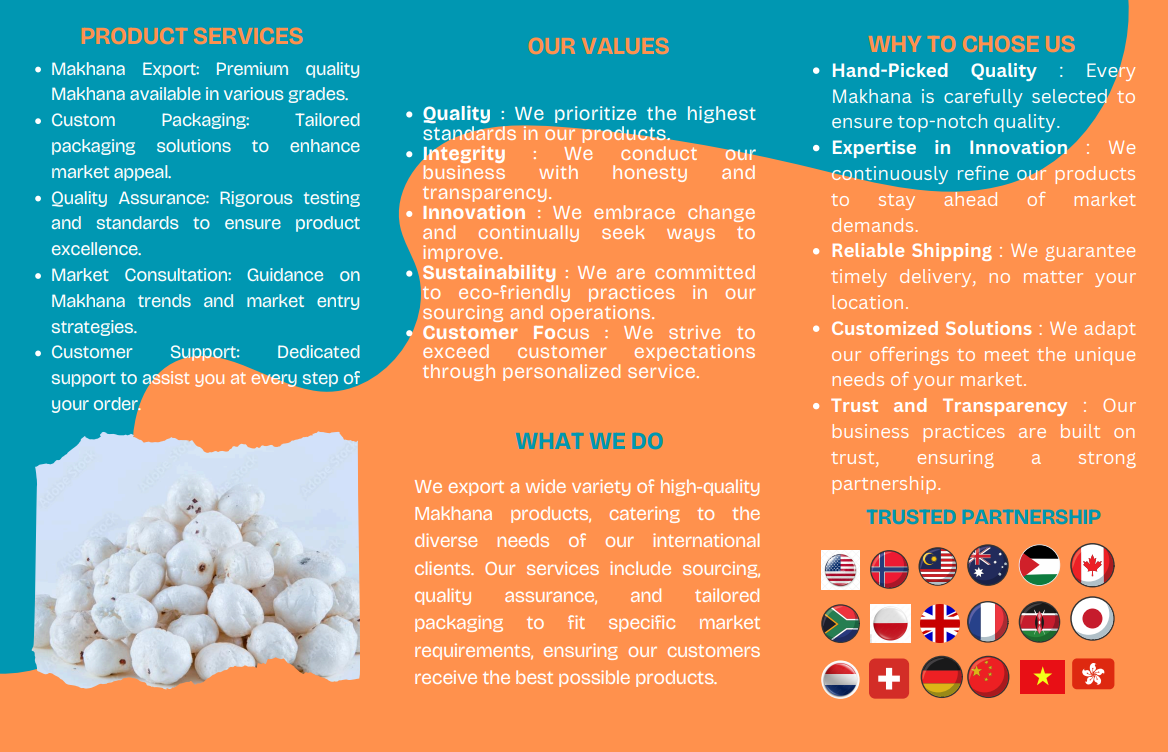 PRODUCT SERVICES
• Makhana Export: Premium quality
Makhana available in various grades.
• Custom Packaging: Tailored
packaging solutions to enhance
market appeal.
• Quality Assurance: Rigorous testing
and standards to ensure product
excellence.
• Market Consultation: Guidance on
Makhana trends and market entry
strategies.
• Customer Support: Dedicated
support to assist you at every step of
your order.
OUR VALUES
• Quality : We prioritize the highest
standards in our products.
• Integrity : We conduct our
business with honesty and
transparency.
• Innovation : We embrace change
and continually seek ways to
improve.
• Sustainability : We are committed
to eco-friendly practices in our
sourcing and operations.
• Customer Focus : We strive to
exceed customer expectations
through personalized service.
WHAT WE DO
We export a wide variety of high-quality
Makhana products, catering to the
diverse needs of our international
clients. Our services include sourcing,
quality assurance, and tailored
packaging to fit specific market
requirements, ensuring our customers
receive the best possible products.
WHY TO CHOSE US
• Hand-Picked Quality : Every
Makhana is carefully selected to
ensure top-notch quality.
• Expertise in Innovation : We
continuously refine our products
to stay ahead of market
demands.
• Reliable Shipping : We guarantee
timely delivery, no matter your
location.
• Customized Solutions : We adapt
our offerings to meet the unique
needs of your market.
• Trust and Transparency : Our
business practices are built on
trust, ensuring a strong
partnership.
TRUSTED PARTNERSHIP